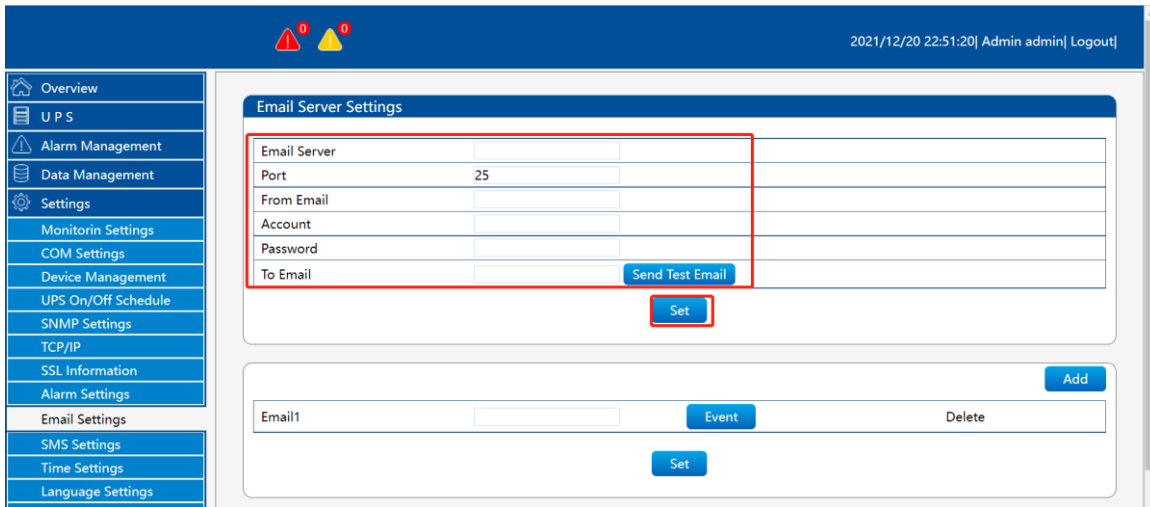 0 0
2021/12/20 22:51:20| Admin admin| Logout|
Overview
UPS
Alarm Management
Data Management
Settings
Monitorin Settings
COM Settings
Device Management
UPS On/Off Schedule
SNMP Settings
TCP/IP
SSL Information
Alarm Settings
Email Settings
SMS Settings
Time Settings
Language Settings
Email Server Settings
Email Server
Port 25
From Email
Account
Password
To Email Send Test Email
Set
Add
Email1 Event Delete
Set